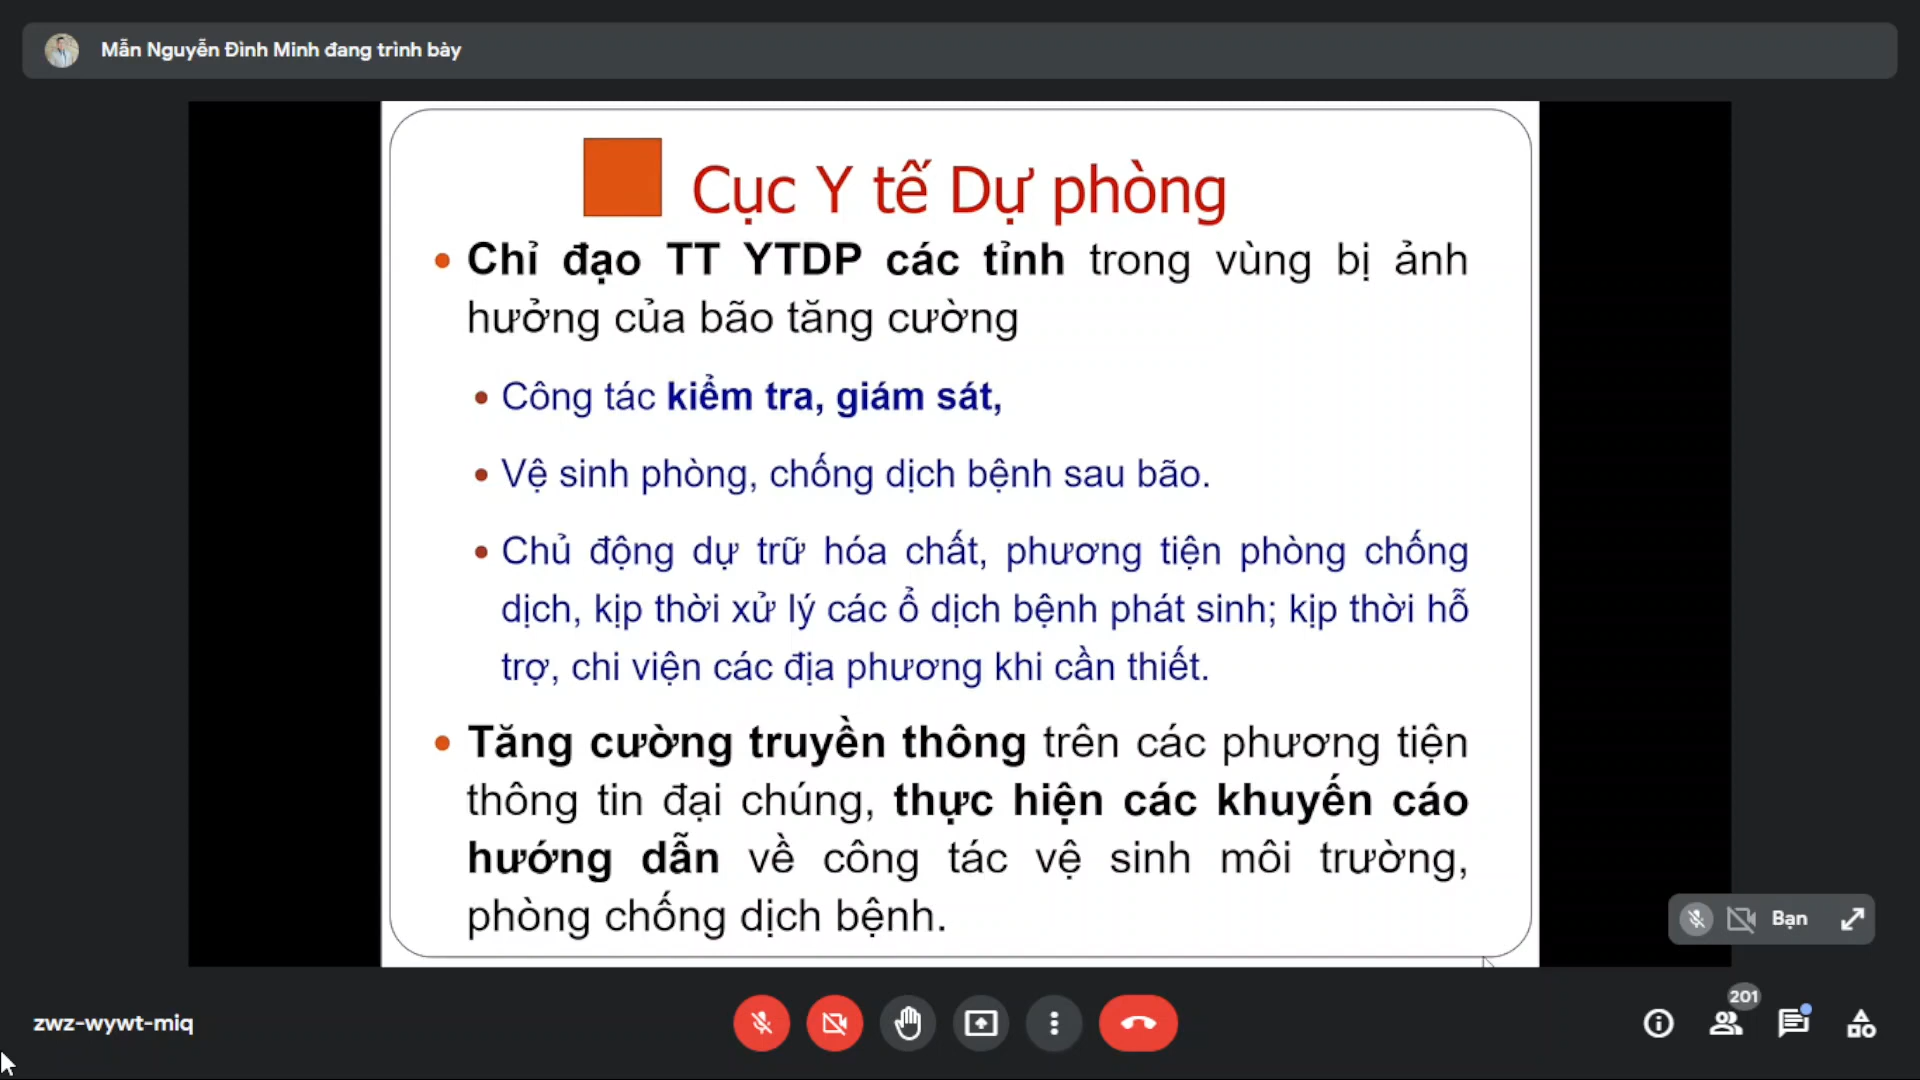 Mẫn Nguyễn Đình Minh đang trình bày
Cục Y tế Dự phòng
• Chỉ đạo TT YTDP các tỉnh trong vùng bị ảnh
hưởng của bão tăng cường
• Công tác kiểm tra, giám sát,
• Vệ sinh phòng, chống dịch bệnh sau bão.
• Chủ động dự trữ hóa chất, phương tiện phòng chống
dịch, kịp thời xử lý các ổ dịch bệnh phát sinh; kịp thời hỗ
trợ, chi viện các địa phương khi cần thiết.
• Tăng cường truyền thông trên các phương tiện
thông tin đại chúng, thực hiện các khuyến cáo
hướng dẫn về công tác vệ sinh môi trường,
phòng chống dịch bệnh.
Bạn
201
zwz-wywt-miq